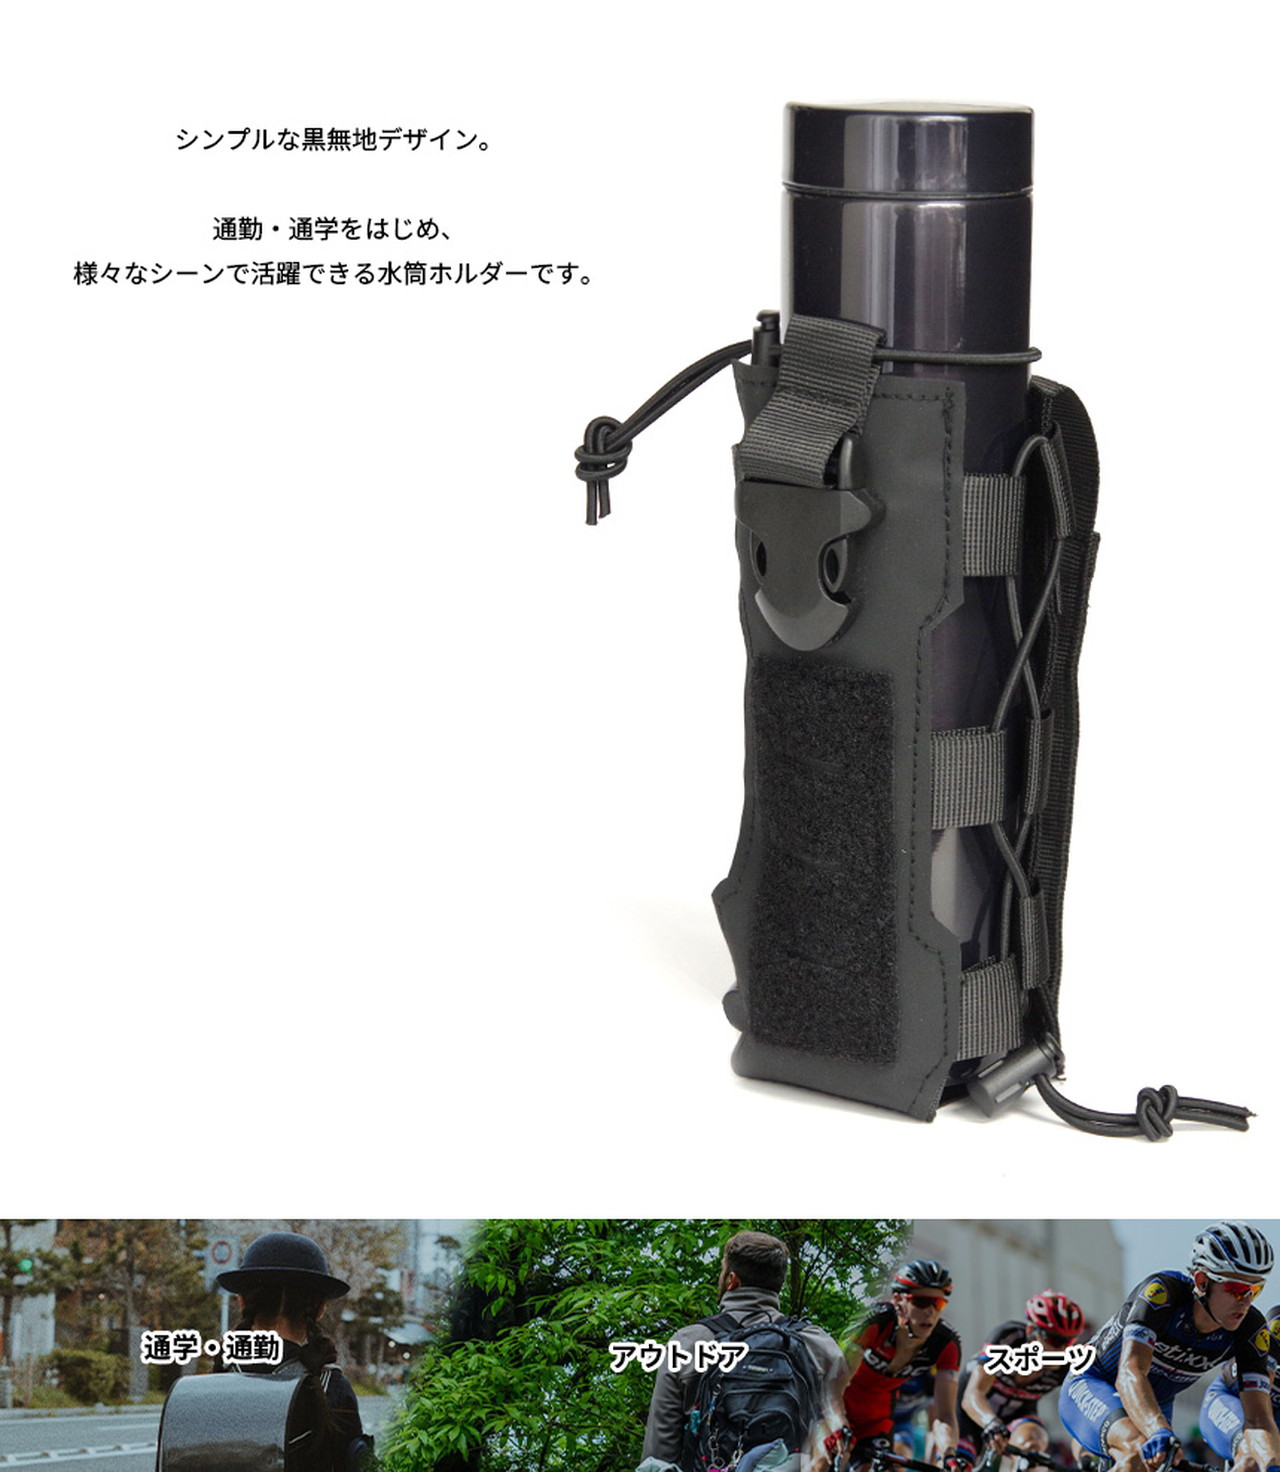 シンプルな黒無地デザイン。
通勤・通学をはじめ、
様々なシーンで活躍できる水筒ホルダーです。
通学・通勤
アウトドア
スポーツ
QUICK-STEP